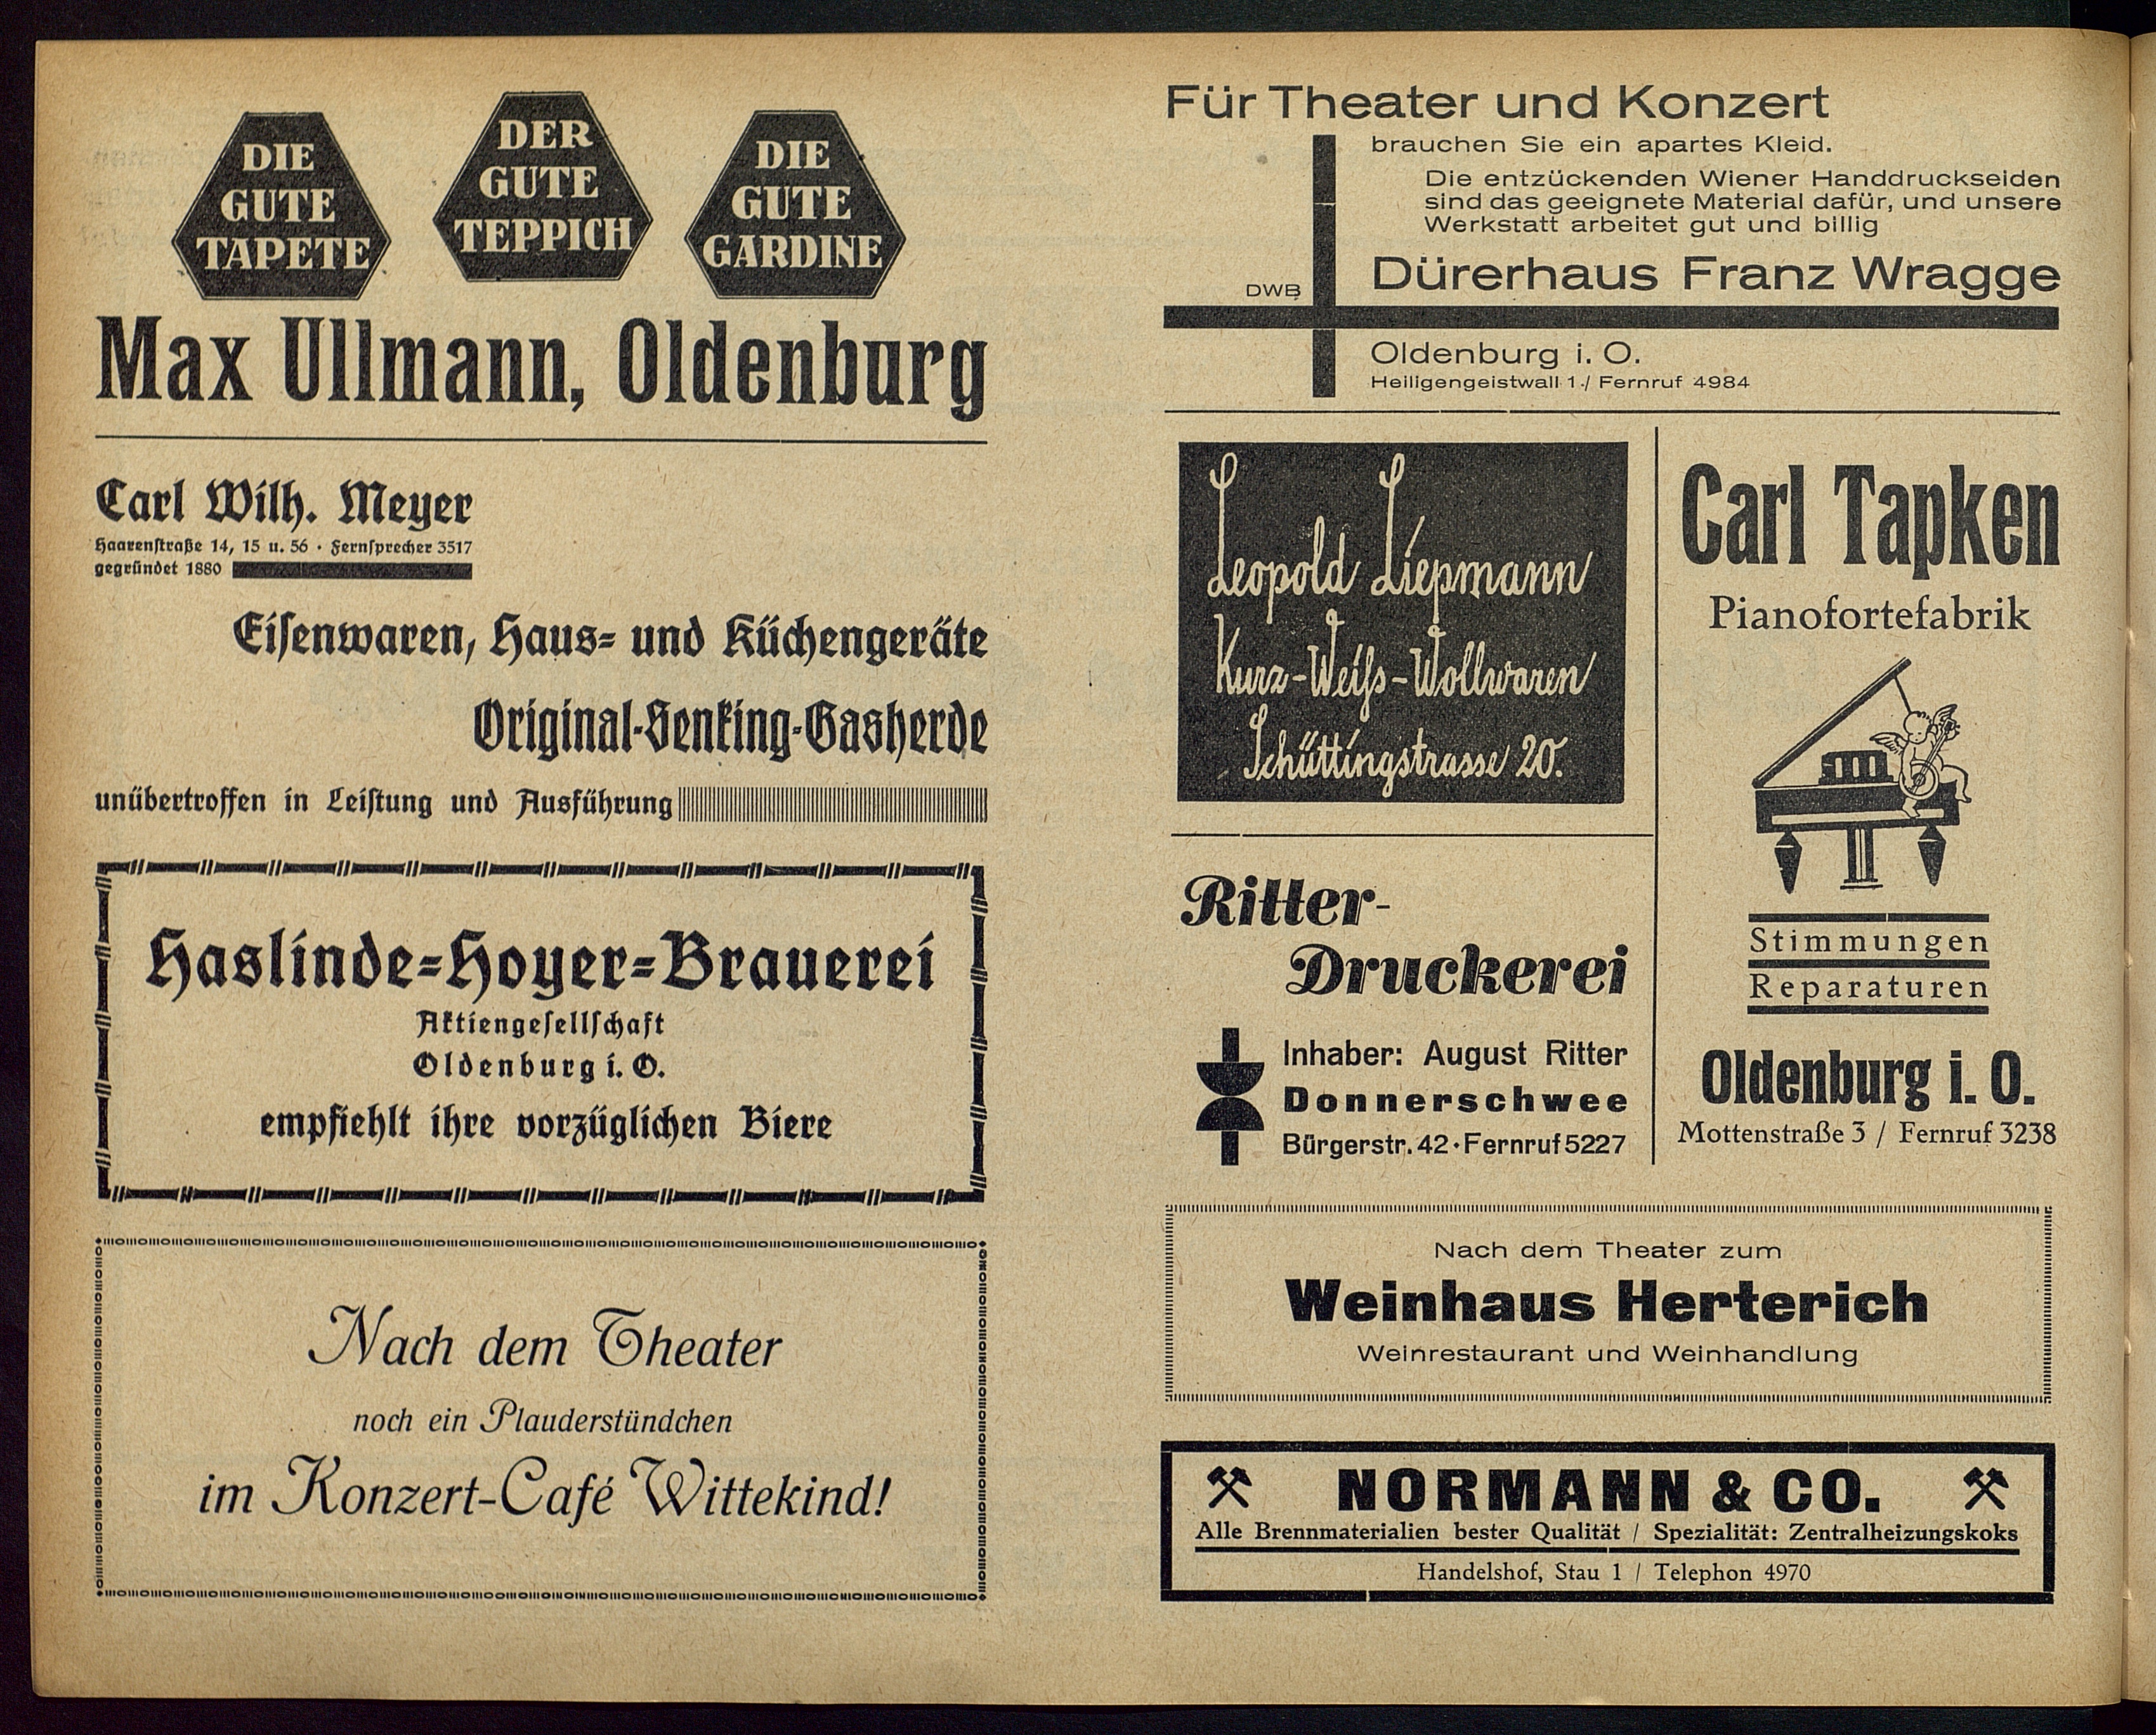 DIE
GUTE
TAPETE
DER
GUTE
TEPPICH
DIE
GUTE
GARDINE
Max Ullmann, Oldenburg
Carl Wilh. Meyer
Haarenstraße 14, 15 u. 56 · Fernsprecher 3517
gegründet 1880
Eisenwaren, Haus- und Küchengeräte
Original-Senking-Gasherde
unübertroffen in Leistung und Ausführung
Haslinde-Hoyer-Brauerei
Aktiengesellschaft
Oldenburg i. O.
empfiehlt ihre vorzüglichen Biere
Nach dem Theater
noch ein Plauderstündchen
im Konzert-Café Wittekind!
Für Theater und Konzert
brauchen Sie ein apartes Kleid.
Die entzückenden Wiener Handdruckseiden
sind das geeignete Material dafür, und unsere
Werkstatt arbeitet gut und billig
DWB
Dürerhaus Franz Wragge
Oldenburg i. O.
Heiligengeistwall 1 / Fernruf 4984
Leopold Liepmann
Kurz-Weiss-Wollwaren
Schüttingstrasse 20.
Ritter-
Druckerei
Inhaber: August Ritter
Donnerschwee
Bürgerstr. 42 · Fernruf 5227
Carl Tapken
Pianofortefabrik
Stimmungen
Reparaturen
Oldenburg i. O.
Mottenstraße 3 / Fernruf 3238
Nach dem Theater zum
Weinhaus Herterich
Weinrestaurant und Weinhandlung
NORMANN & CO.
Alle Brennmaterialien bester Qualität / Spezialität: Zentralheizungskoks
Handelshof, Stau 1 / Telephon 4970